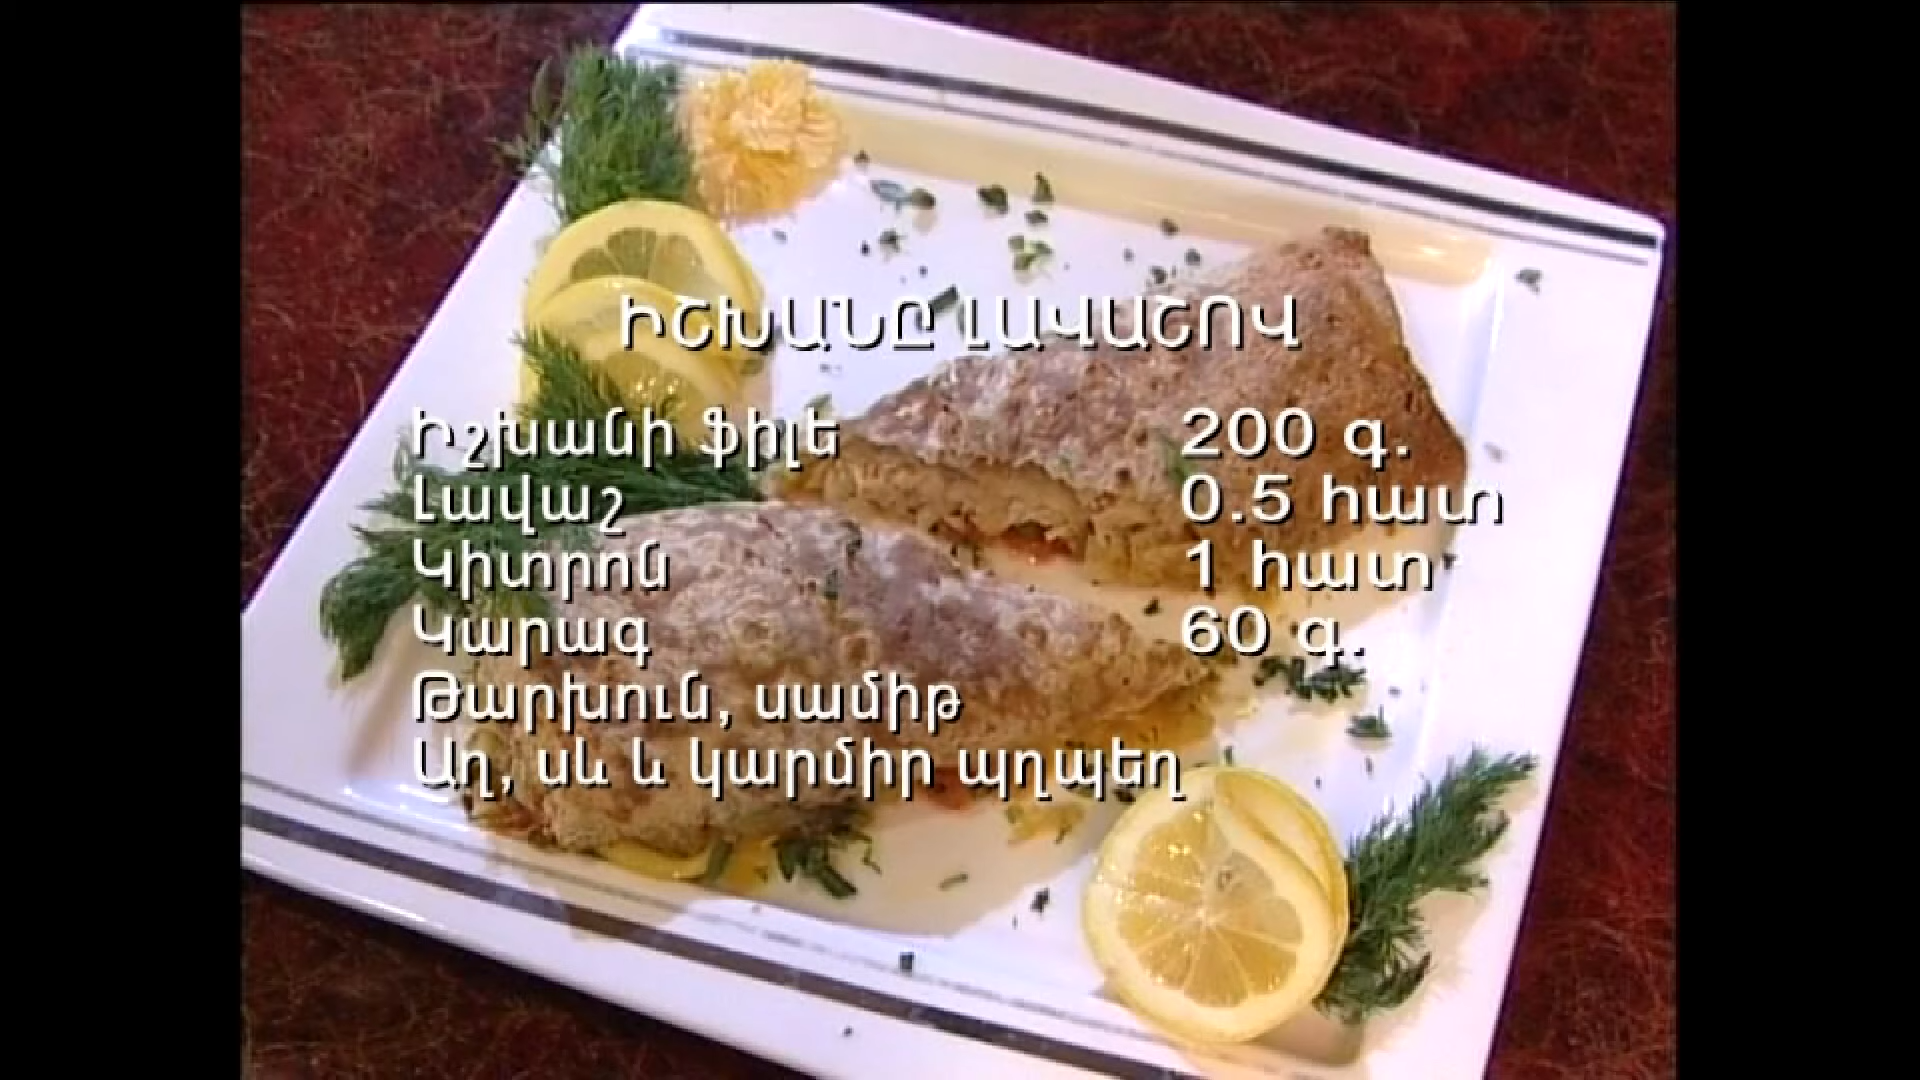 ԻՇԽԱՆԸ ԼԱՎԱՇՈՎ
Իշխանի ֆիլե 200 գ.
Լավաշ 0.5 հատ
Կիտրոն 1 հատ
Կարագ 60 գ.
Թարխուն, սամիթ
Աղ, սև և կարմիր պղպեղ